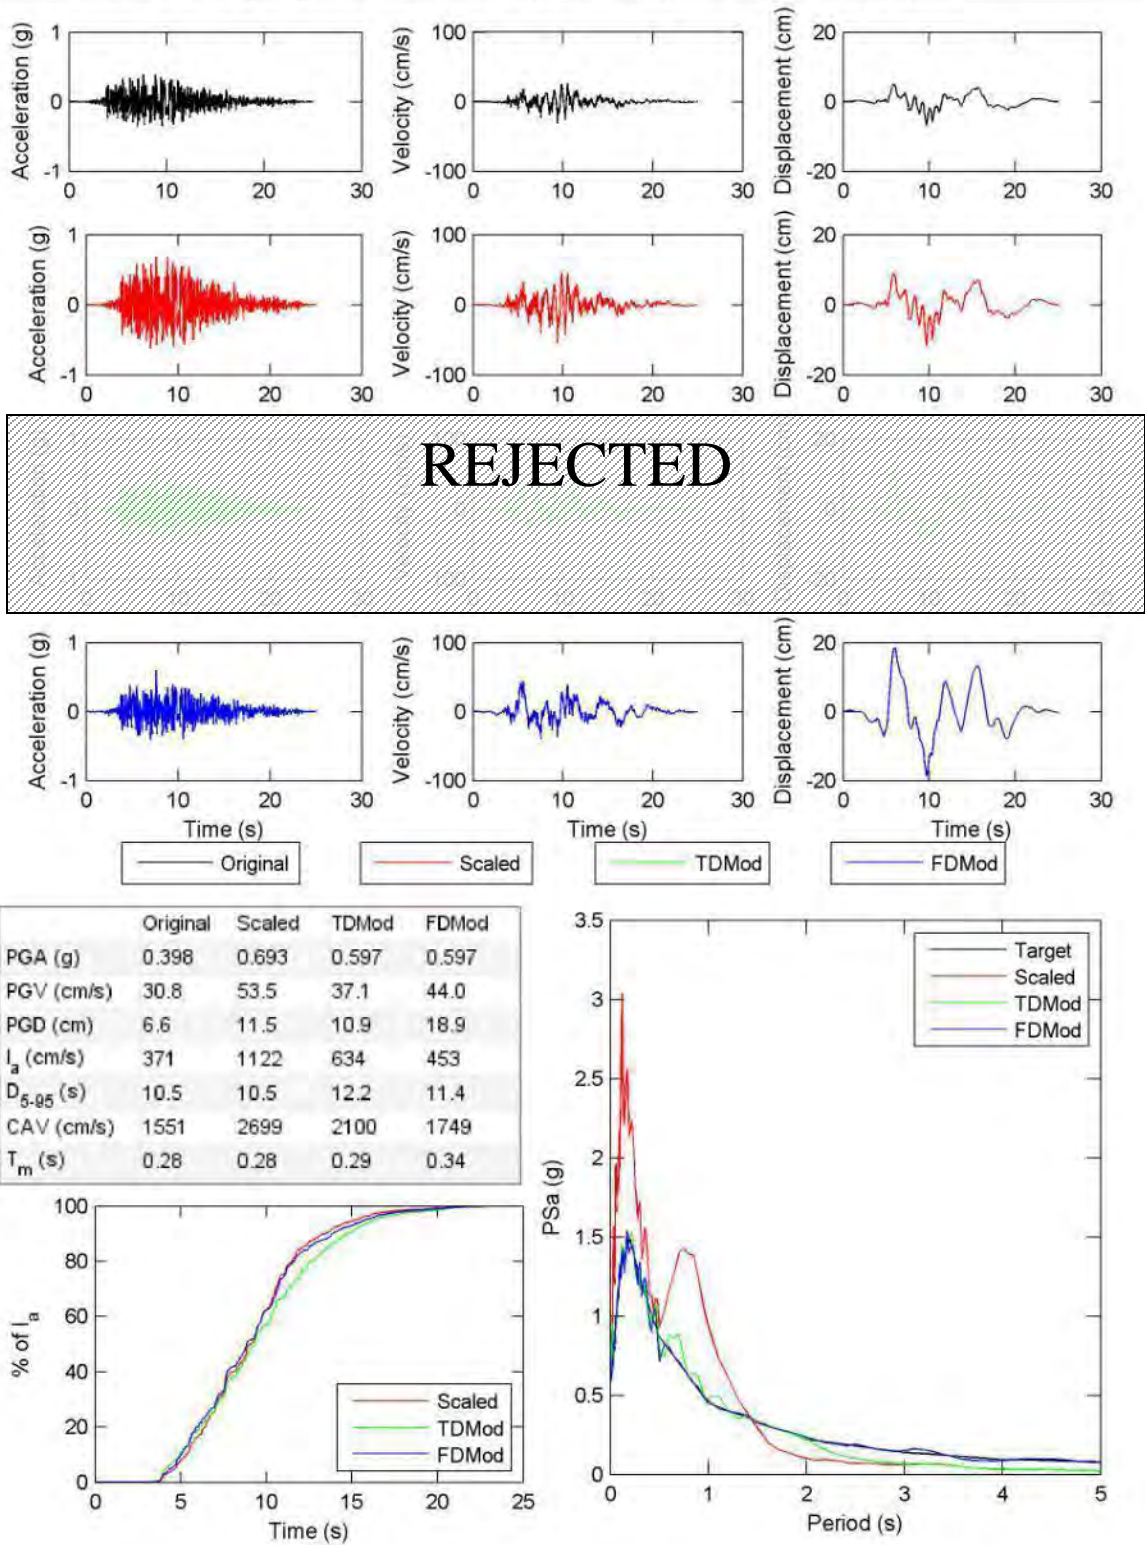 Acceleration (g)
1
0
-1
0 10 20 30
Velocity (cm/s)
100
0
-100
0 10 20 30
Displacement (cm)
20
0
-20
0 10 20 30
Acceleration (g)
1
0
-1
0 10 20 30
Velocity (cm/s)
100
0
-100
0 10 20 30
Displacement (cm)
20
0
-20
0 10 20 30
REJECTED
Acceleration (g)
1
0
-1
0 10 20 30
Time (s)
Velocity (cm/s)
100
0
-100
0 10 20 30
Time (s)
Displacement (cm)
20
0
-20
0 10 20 30
Time (s)
Original
Scaled
TDMod
FDMod
Original Scaled TDMod FDMod
PGA (g) 0.398 0.693 0.597 0.597
PGV (cm/s) 30.8 53.5 37.1 44.0
PGD (cm) 6.6 11.5 10.9 18.9
I_a (cm/s) 371 1122 634 453
D_5-95 (s) 10.5 10.5 12.2 11.4
CAV (cm/s) 1551 2699 2100 1749
T_m (s) 0.28 0.28 0.29 0.34
% of I_a
100
80
60
40
20
0
0 5 10 15 20 25
Time (s)
Scaled
TDMod
FDMod
PSa (g)
3.5
3
2.5
2
1.5
1
0.5
0
0 1 2 3 4 5
Period (s)
Target
Scaled
TDMod
FDMod